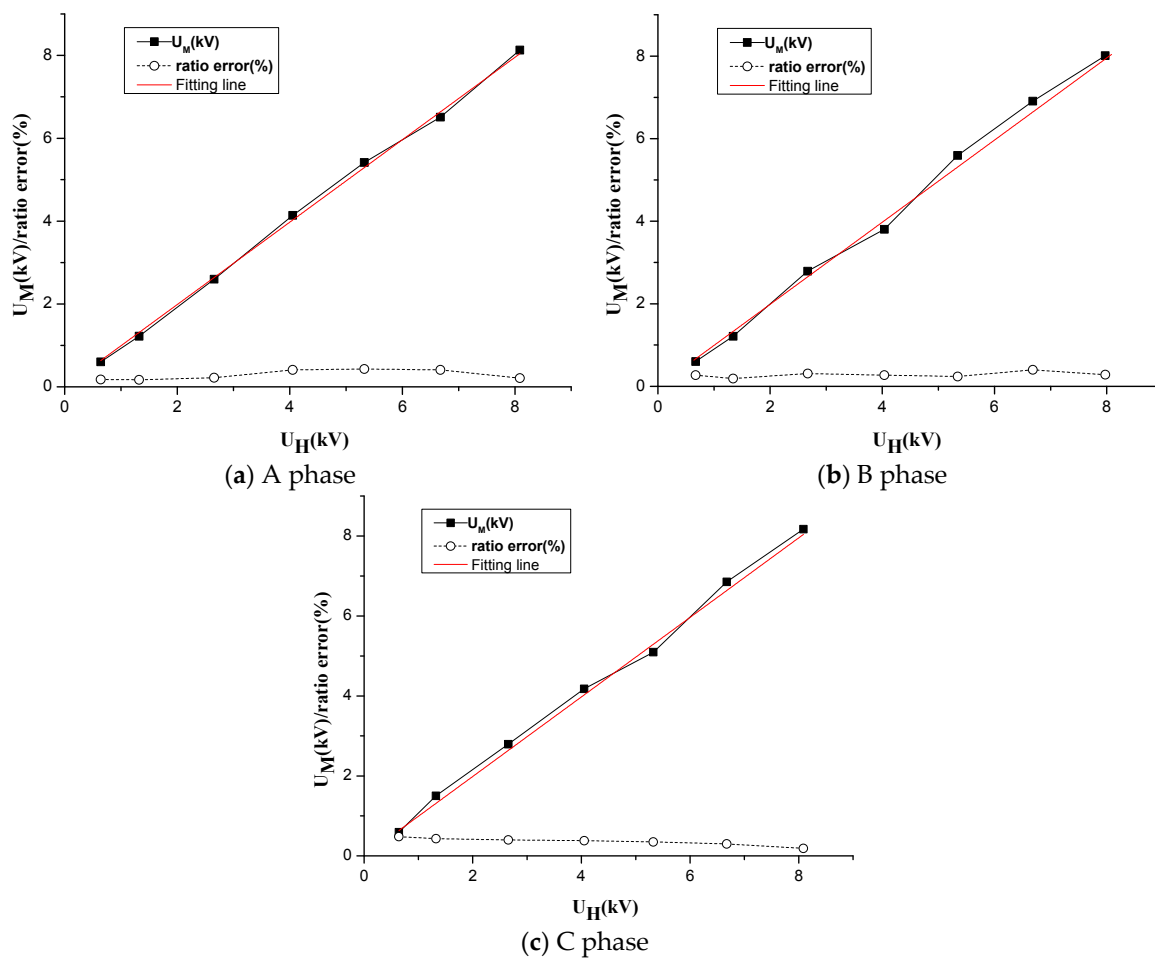 U_M(kV)
ratio error(%)
Fitting line
U_M(kV)/ratio error(%)
8
6
4
2
0
0 2 4 6 8
U_H(kV)
(a) A phase
U_M(kV)
ratio error(%)
Fitting line
U_M(kV)/ratio error(%)
8
6
4
2
0
0 2 4 6 8
U_H(kV)
(b) B phase
U_M(kV)
ratio error(%)
Fitting line
U_M(kV)/ratio error(%)
8
6
4
2
0
0 2 4 6 8
U_H(kV)
(c) C phase